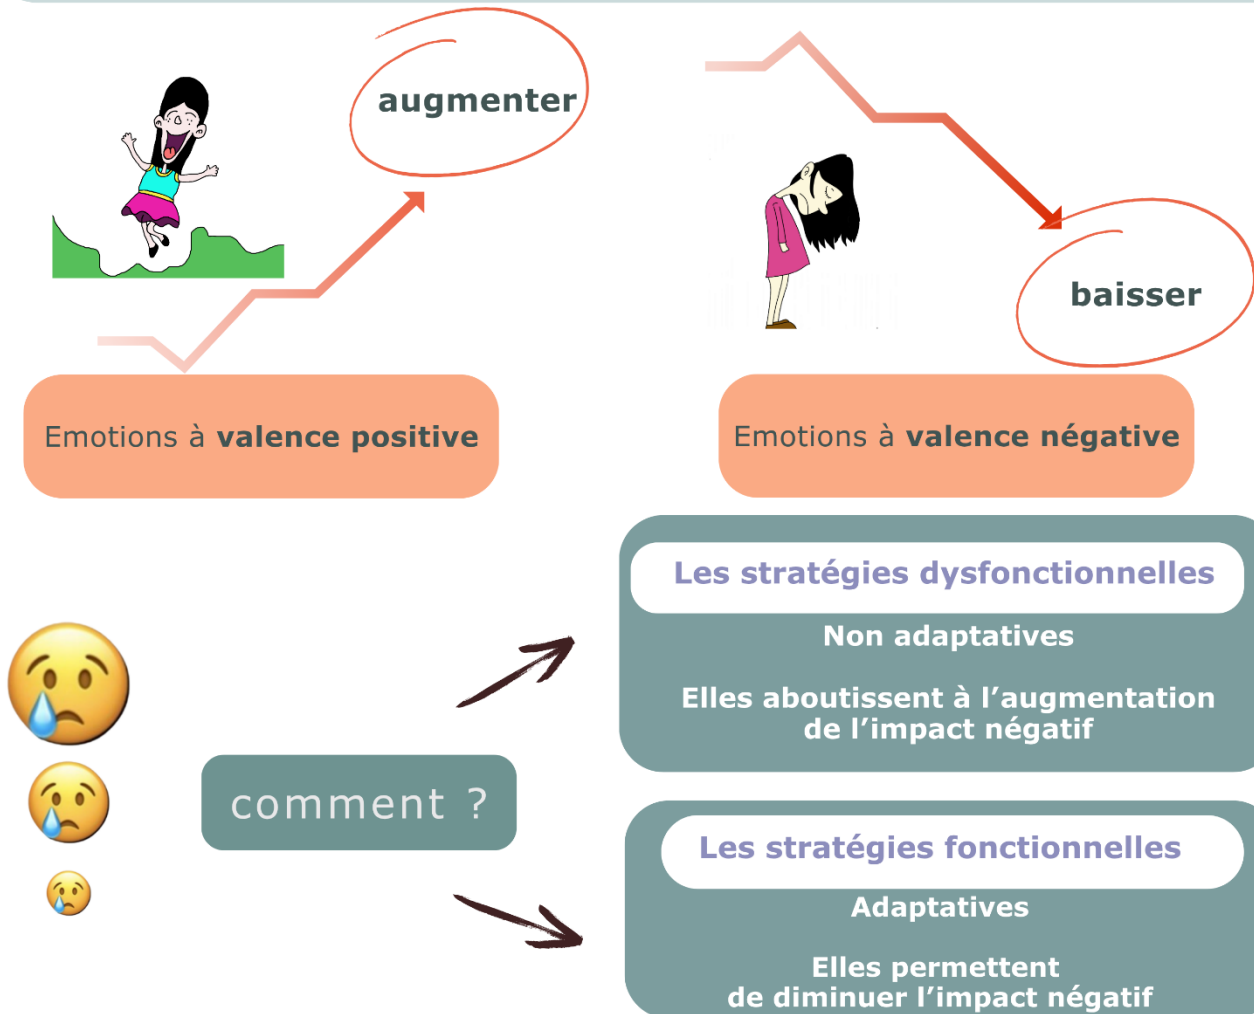 augmenter
baisser
Emotions à valence positive
Emotions à valence négative
Les stratégies dysfonctionnelles
Non adaptatives
Elles aboutissent à l’augmentation
de l’impact négatif
comment ?
Les stratégies fonctionnelles
Adaptatives
Elles permettent
de diminuer l’impact négatif